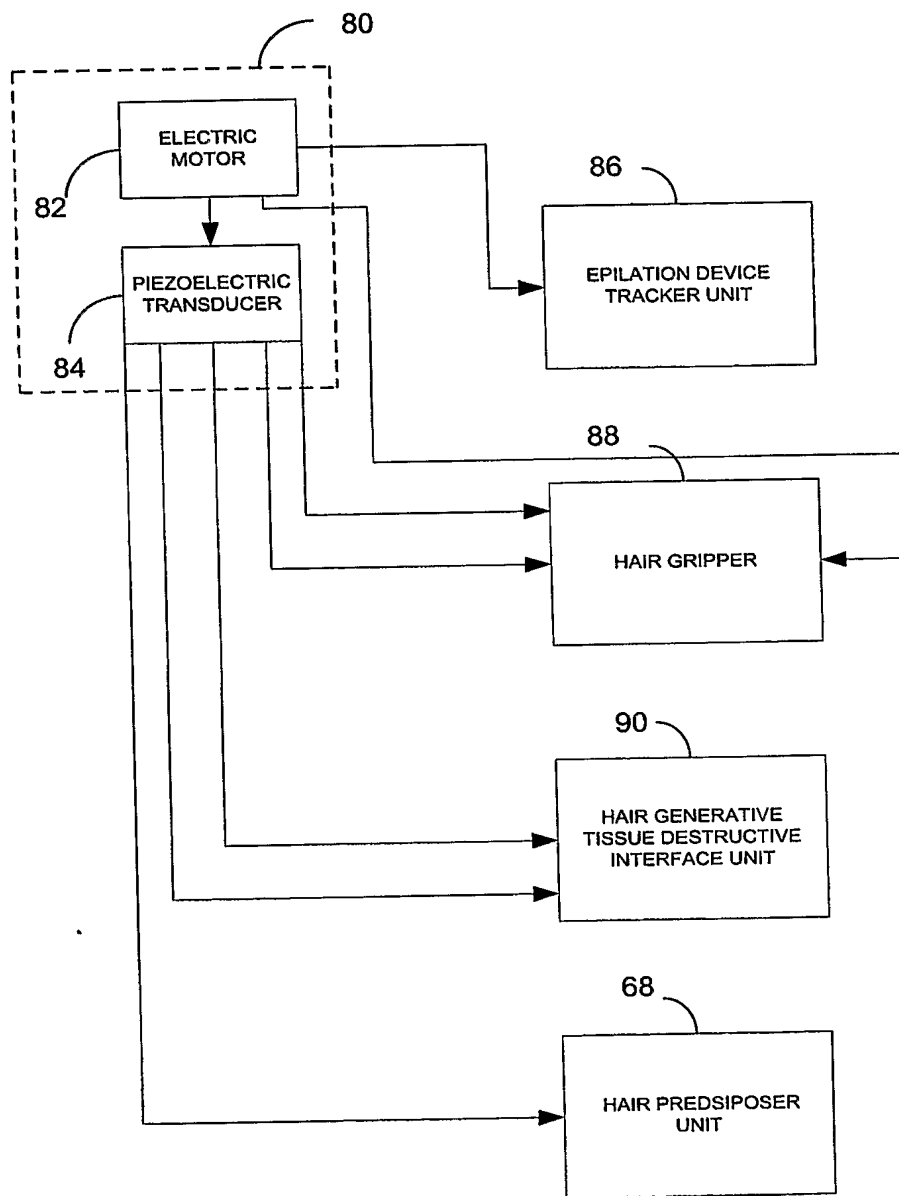 80
ELECTRIC
MOTOR
82
86
EPILATION DEVICE
TRACKER UNIT
PIEZOELECTRIC
TRANSDUCER
84
88
HAIR GRIPPER
90
HAIR GENERATIVE
TISSUE DESTRUCTIVE
INTERFACE UNIT
68
HAIR PREDSIPOSER
UNIT